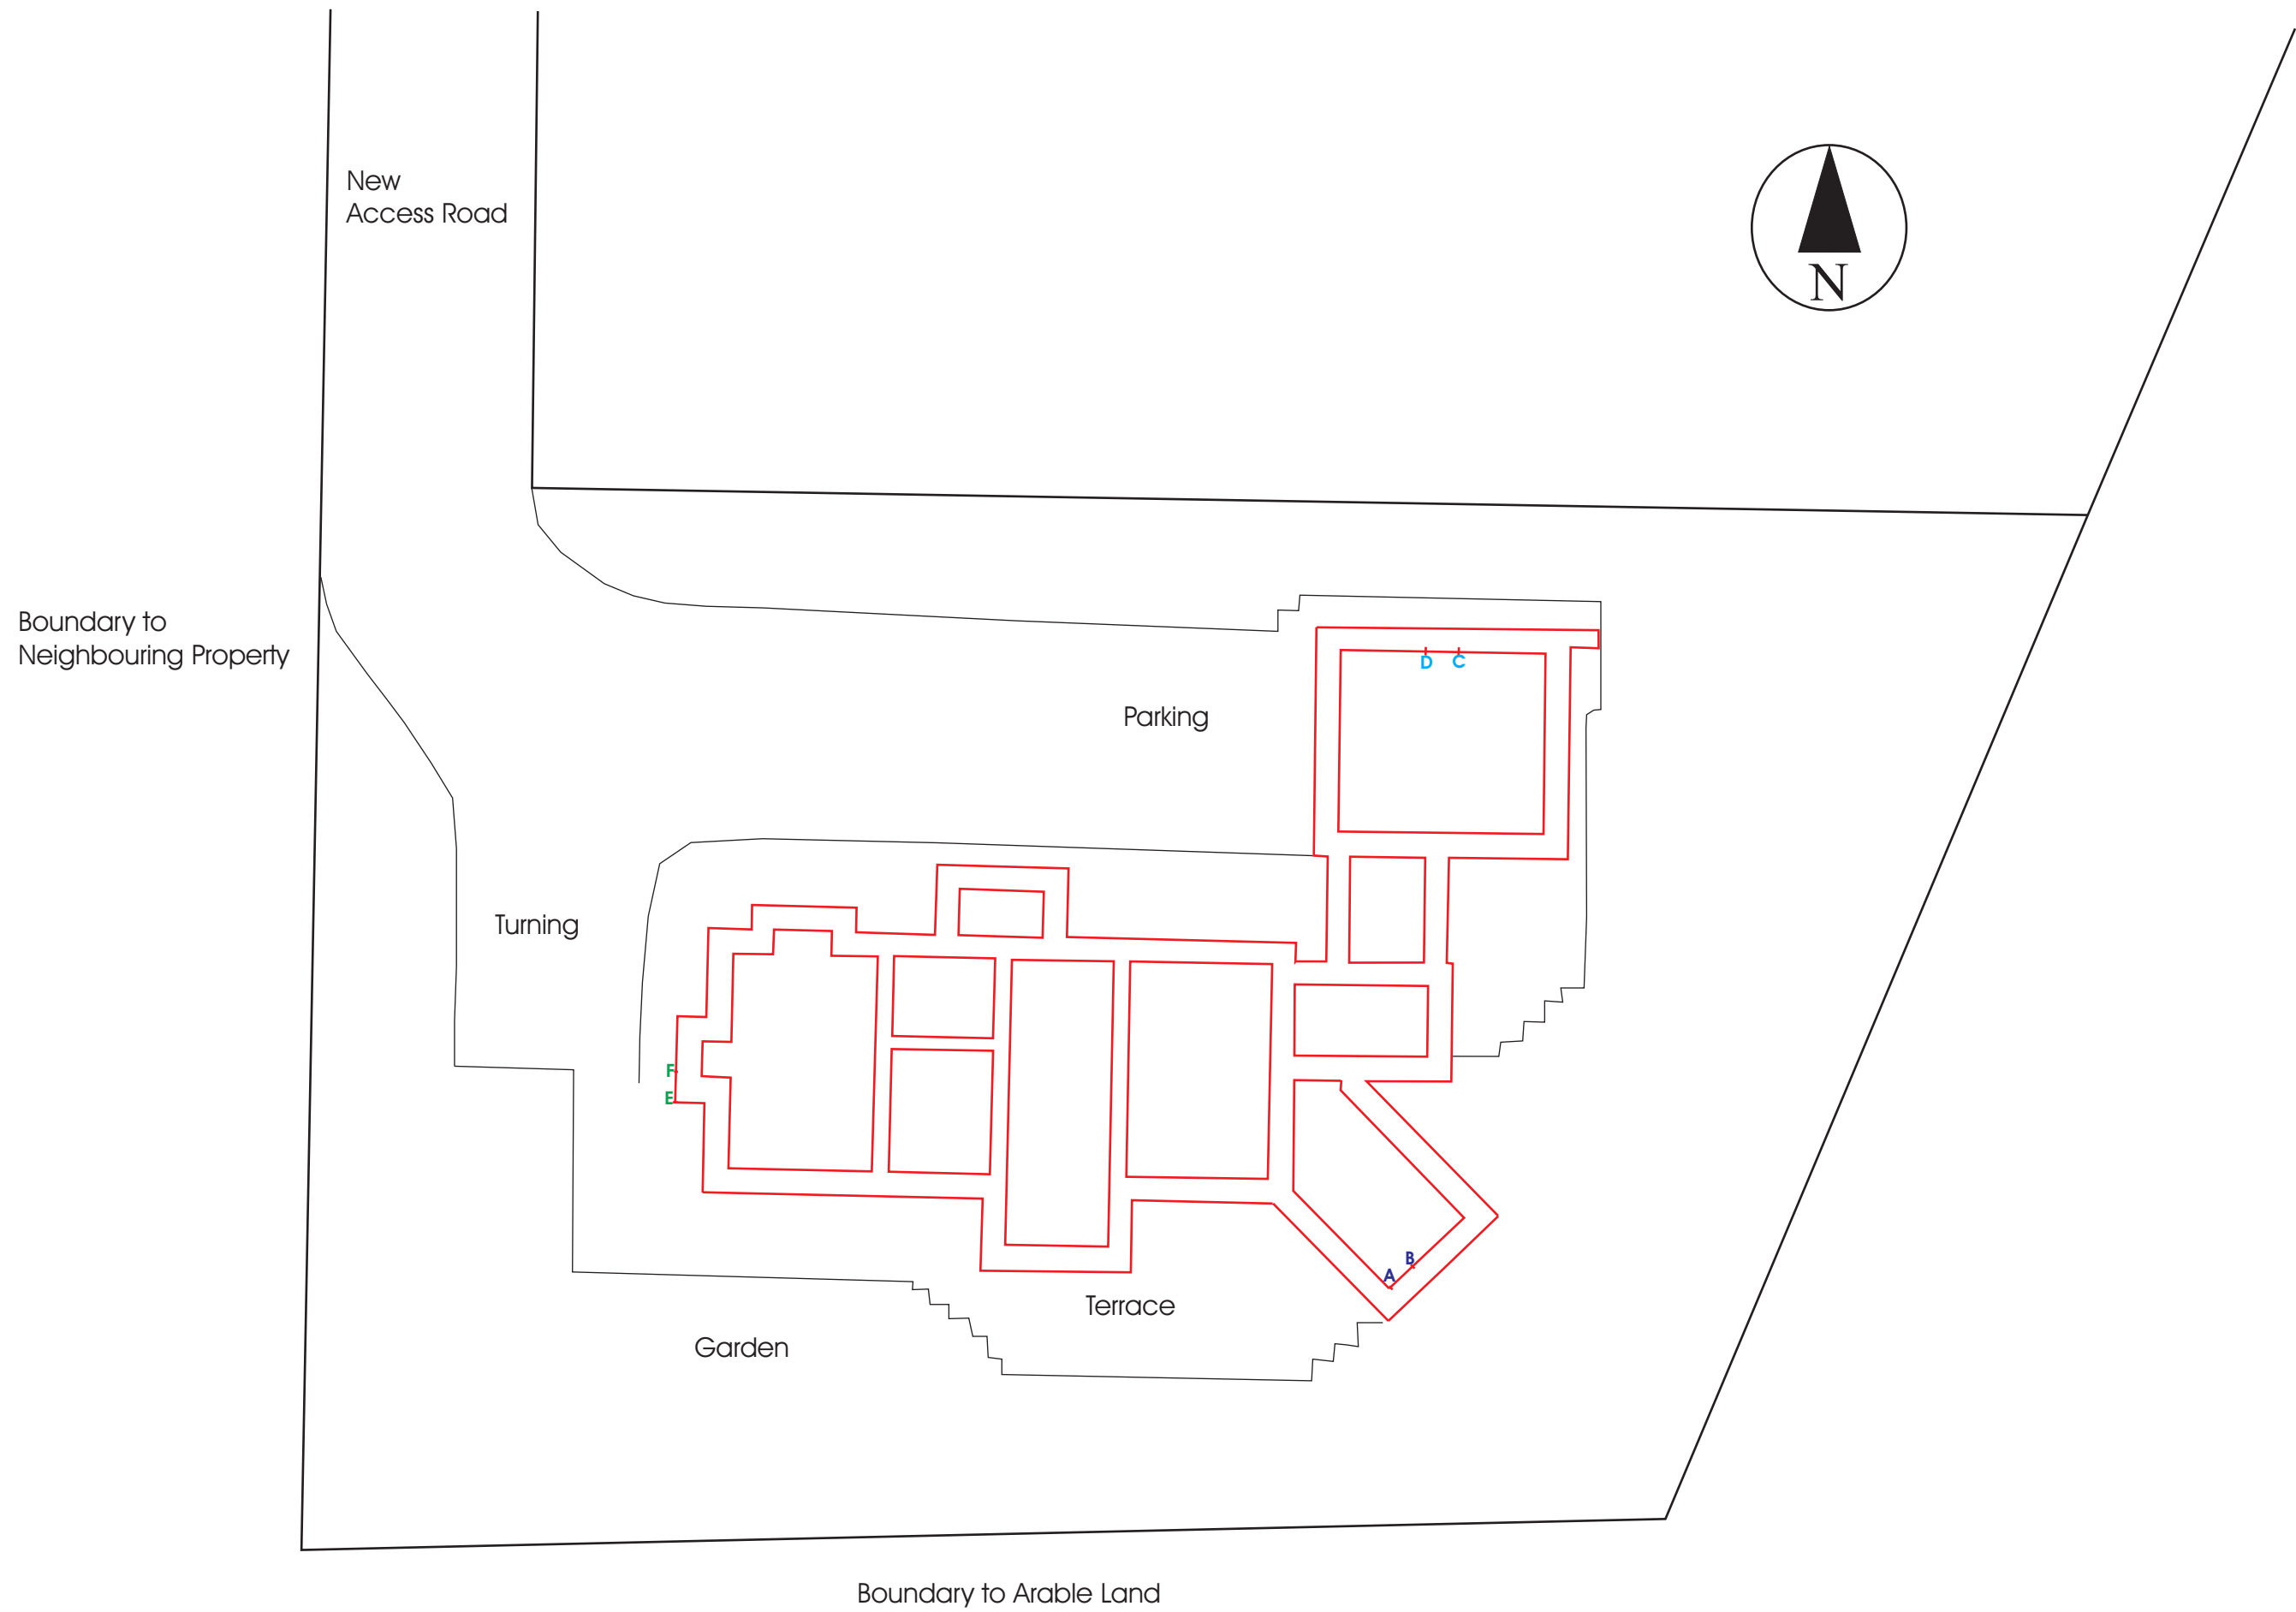 New
Access Road
N
Boundary to
Neighbouring Property
D C
Parking
Turning
F
E
B
A
Terrace
Garden
Boundary to Arable Land